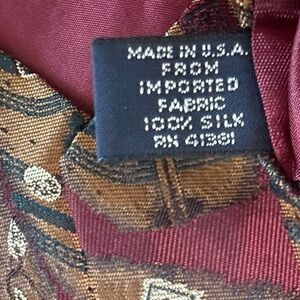 MADE IN U.S.A.
FROM
IMPORTED
FABRIC
100% SILK
RN 41381